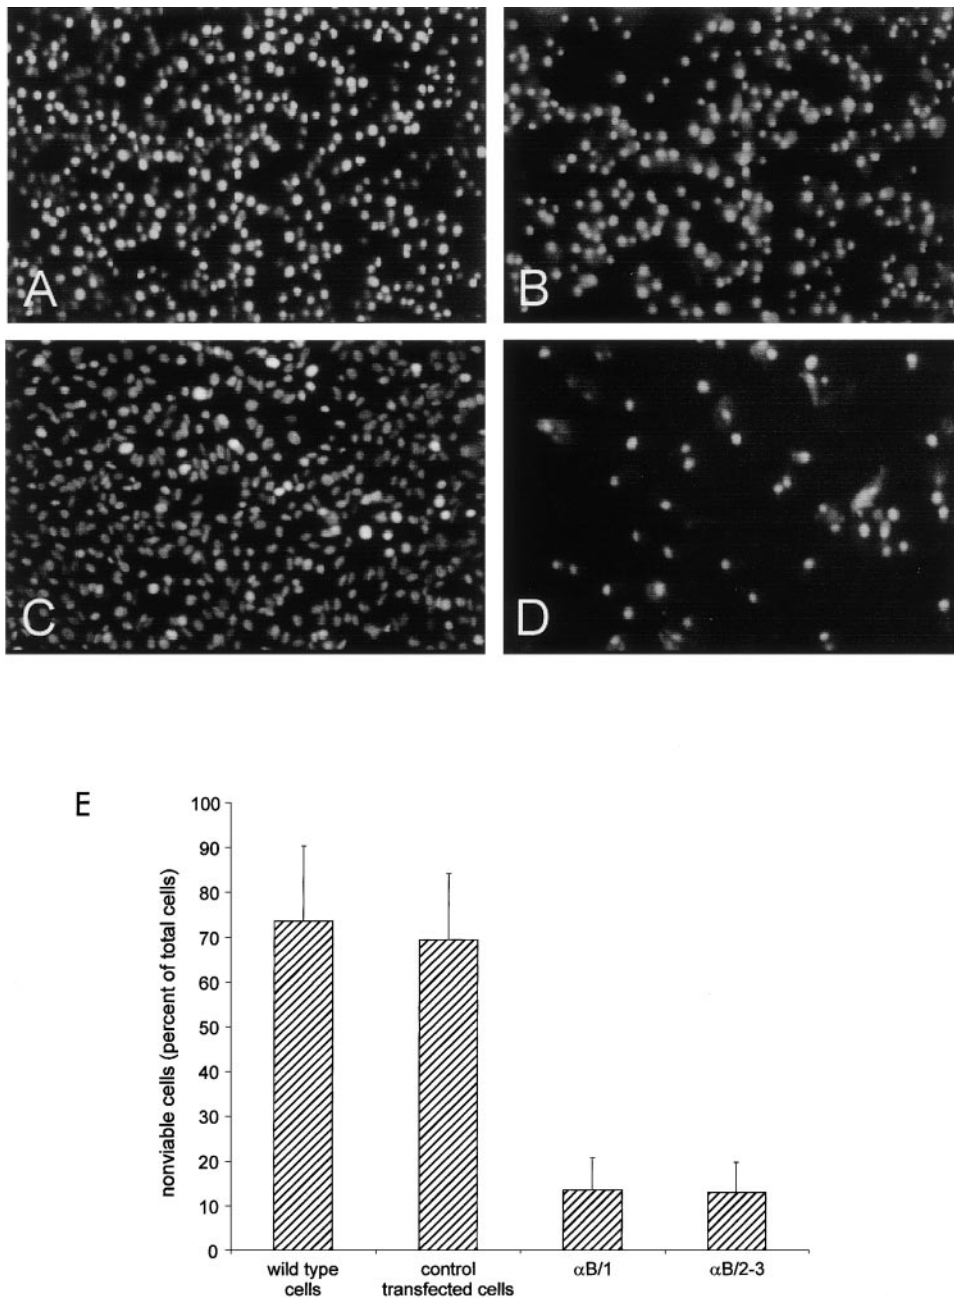 A
B
C
D
E
nonviable cells (percent of total cells)
100
90
80
70
60
50
40
30
20
10
0
wild type
cells
control
transfected cells
αB/1
αB/2-3